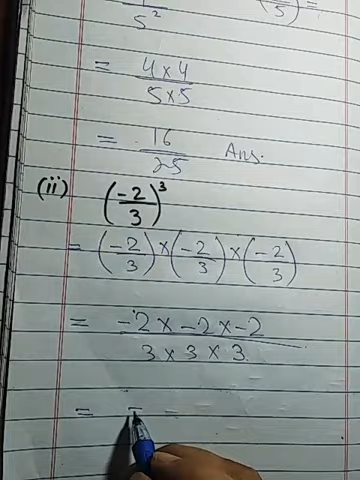 5²
= 4 × 4 / 5 × 5
= 16 / 25 Ans.
(ii) (-2/3)³
= (-2/3) × (-2/3) × (-2/3)
= -2 × -2 × -2 / 3 × 3 × 3
= -